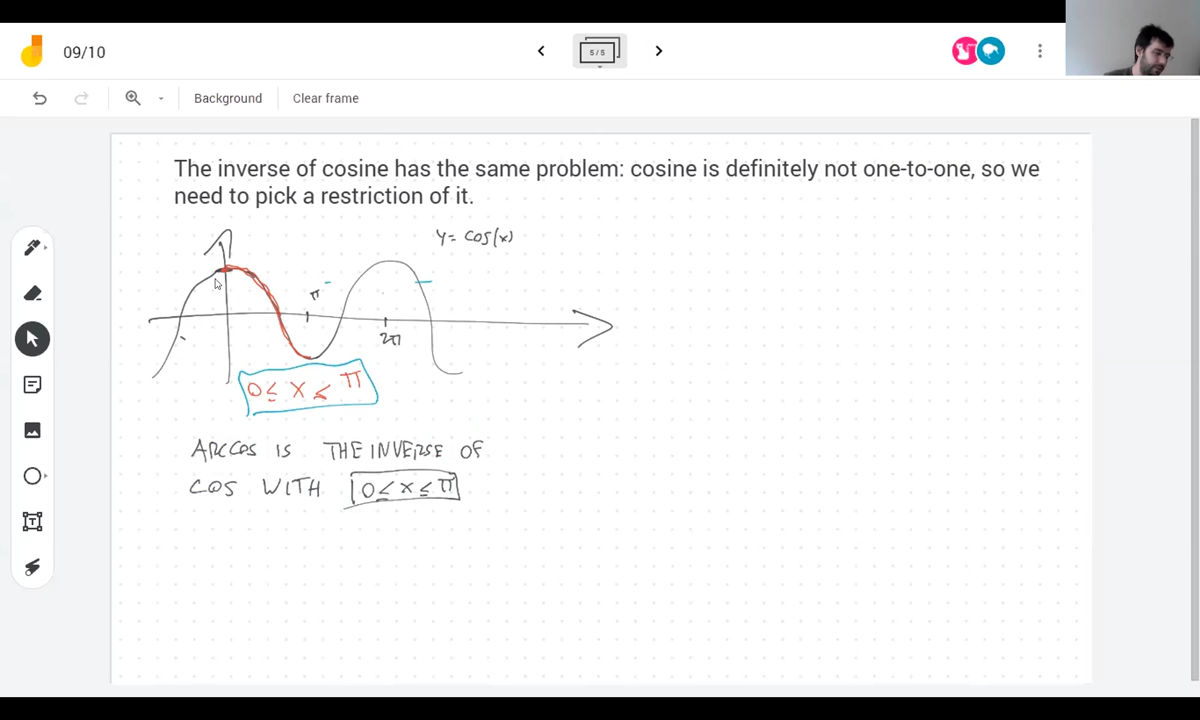 09/10
5/5
Background
Clear frame
The inverse of cosine has the same problem: cosine is definitely not one-to-one, so we
need to pick a restriction of it.
y = cos(x)
π
2π
0 ≤ x ≤ π
ARCCOS IS THE INVERSE OF
COS WITH 0 ≤ x ≤ π